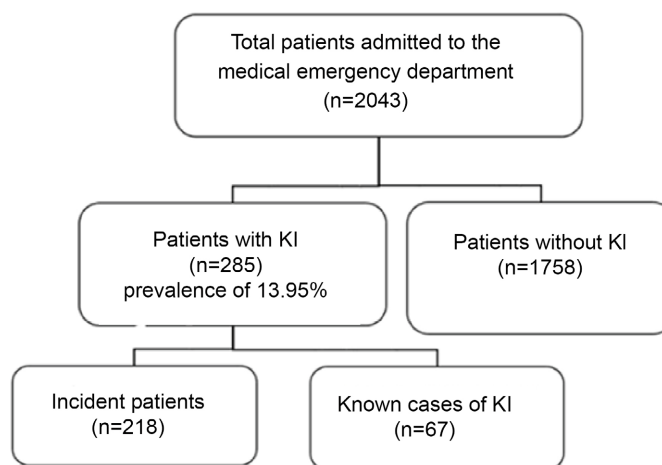 Total patients admitted to the
medical emergency department
(n=2043)
Patients with KI
(n=285)
prevalence of 13.95%
Patients without KI
(n=1758)
Incident patients
(n=218)
Known cases of KI
(n=67)